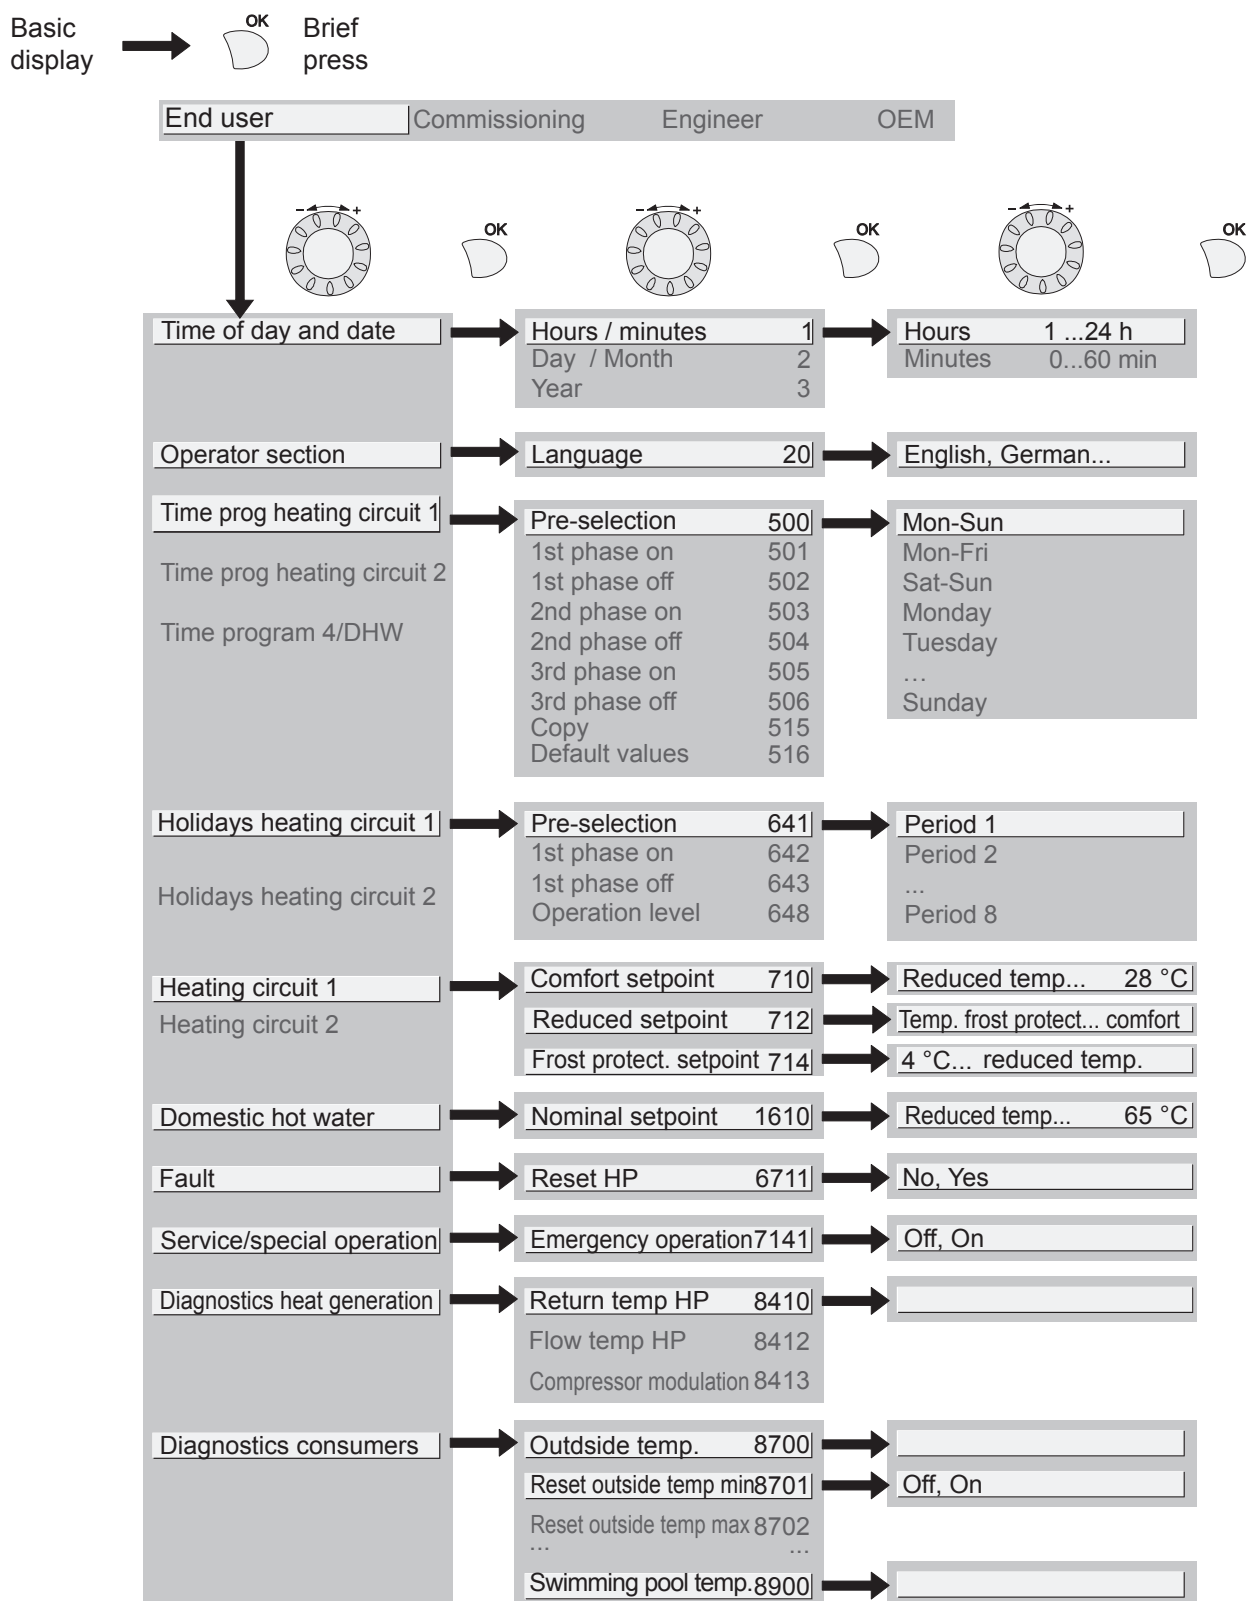 Basic display
OK
Brief press
End user Commissioning Engineer OEM
- +
OK
- +
OK
- +
OK
Time of day and date
Hours / minutes 1
Hours 1 ...24 h
Day / Month 2
Minutes 0...60 min
Year 3
Operator section
Language 20
English, German...
Time prog heating circuit 1
Pre-selection 500
Mon-Sun
1st phase on 501
Mon-Fri
Time prog heating circuit 2
1st phase off 502
Sat-Sun
2nd phase on 503
Monday
Time program 4/DHW
2nd phase off 504
Tuesday
3rd phase on 505
...
3rd phase off 506
Sunday
Copy 515
Default values 516
Holidays heating circuit 1
Pre-selection 641
Period 1
1st phase on 642
Period 2
1st phase off 643
...
Holidays heating circuit 2
Operation level 648
Period 8
Heating circuit 1
Comfort setpoint 710
Reduced temp... 28 °C
Heating circuit 2
Reduced setpoint 712
Temp. frost protect... comfort
Frost protect. setpoint 714
4 °C... reduced temp.
Domestic hot water
Nominal setpoint 1610
Reduced temp... 65 °C
Fault
Reset HP 6711
No, Yes
Service/special operation
Emergency operation 7141
Off, On
Diagnostics heat generation
Return temp HP 8410
Flow temp HP 8412
Compressor modulation 8413
Diagnostics consumers
Outdside temp. 8700
Reset outside temp min 8701
Off, On
Reset outside temp max 8702
... ...
Swimming pool temp. 8900